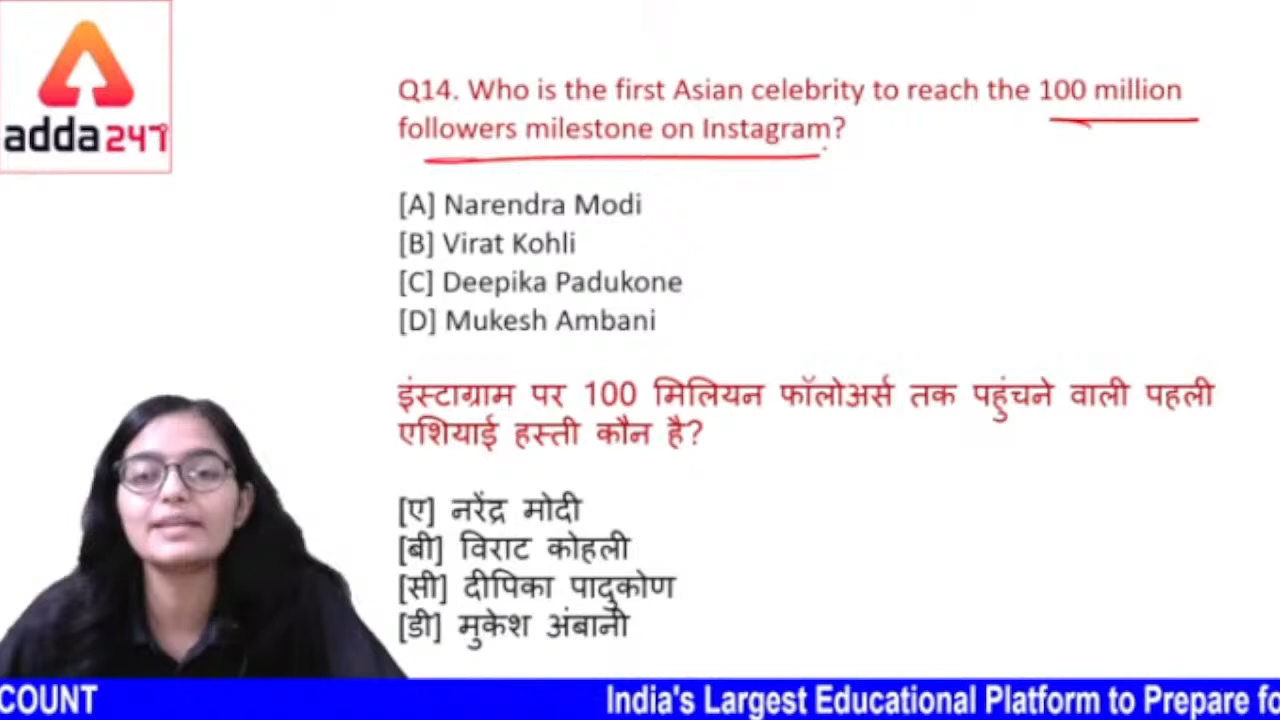 adda247
Q14. Who is the first Asian celebrity to reach the 100 million
followers milestone on Instagram?
[A] Narendra Modi
[B] Virat Kohli
[C] Deepika Padukone
[D] Mukesh Ambani
इंस्टाग्राम पर 100 मिलियन फॉलोअर्स तक पहुंचने वाली पहली
एशियाई हस्ती कौन है?
[ए] नरेंद्र मोदी
[बी] विराट कोहली
[सी] दीपिका पादुकोण
[डी] मुकेश अंबानी
COUNT India's Largest Educational Platform to Prepare fo